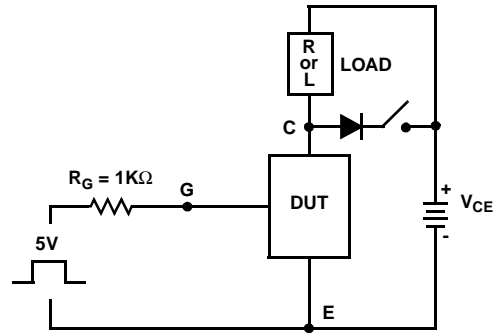 R
or
L
LOAD
C
R_G = 1KΩ
G
DUT
5V
+
V_CE
-
E